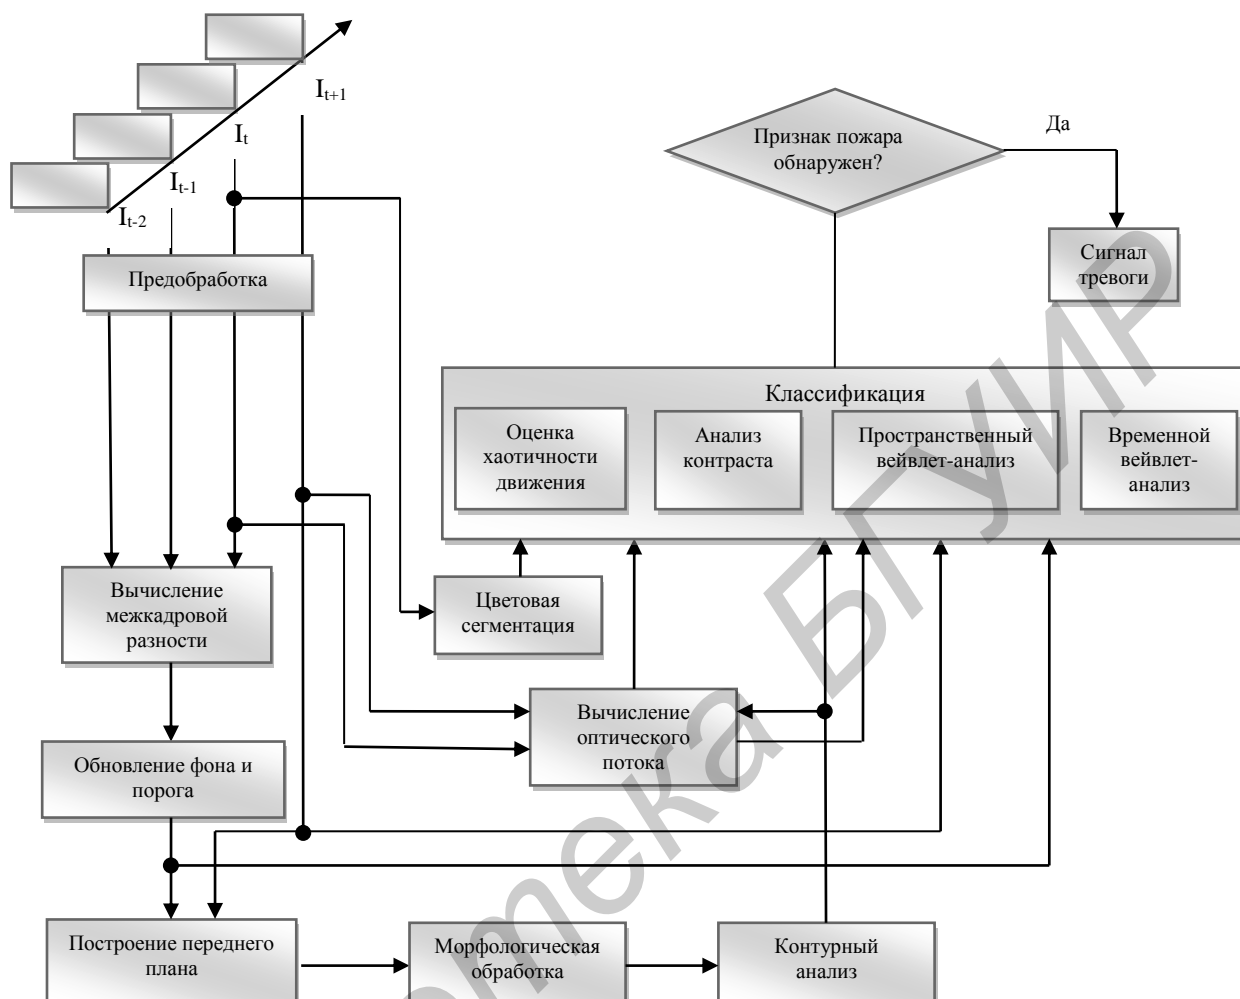 I_{t+1}
I_t
I_{t-1}
I_{t-2}
Предобработка
Признак пожара
обнаружен?
Да
Сигнал
тревоги
Классификация
Оценка
хаотичности
движения
Анализ
контраста
Пространственный
вейвлет-анализ
Временной
вейвлет-
анализ
Вычисление
межкадровой
разности
Цветовая
сегментация
Вычисление
оптического
потока
Обновление фона и
порога
Построение переднего
плана
Морфологическая
обработка
Контурный
анализ
отека БГУИР